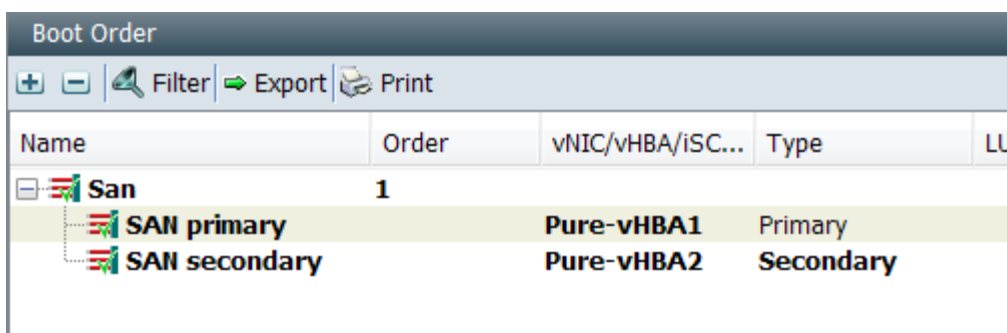 Boot Order
Filter Export Print
Name Order vNIC/vHBA/iSC... Type LU
San 1
SAN primary Pure-vHBA1 Primary
SAN secondary Pure-vHBA2 Secondary